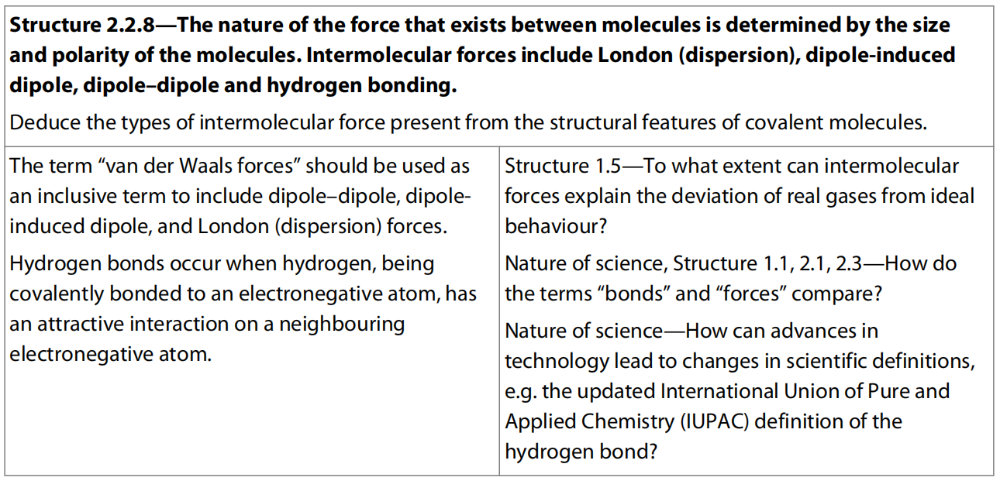 Structure 2.2.8—The nature of the force that exists between molecules is determined by the size
and polarity of the molecules. Intermolecular forces include London (dispersion), dipole-induced
dipole, dipole–dipole and hydrogen bonding.
Deduce the types of intermolecular force present from the structural features of covalent molecules.
The term “van der Waals forces” should be used as
an inclusive term to include dipole–dipole, dipole-
induced dipole, and London (dispersion) forces.
Hydrogen bonds occur when hydrogen, being
covalently bonded to an electronegative atom, has
an attractive interaction on a neighbouring
electronegative atom.
Structure 1.5—To what extent can intermolecular
forces explain the deviation of real gases from ideal
behaviour?
Nature of science, Structure 1.1, 2.1, 2.3—How do
the terms “bonds” and “forces” compare?
Nature of science—How can advances in
technology lead to changes in scientific definitions,
e.g. the updated International Union of Pure and
Applied Chemistry (IUPAC) definition of the
hydrogen bond?